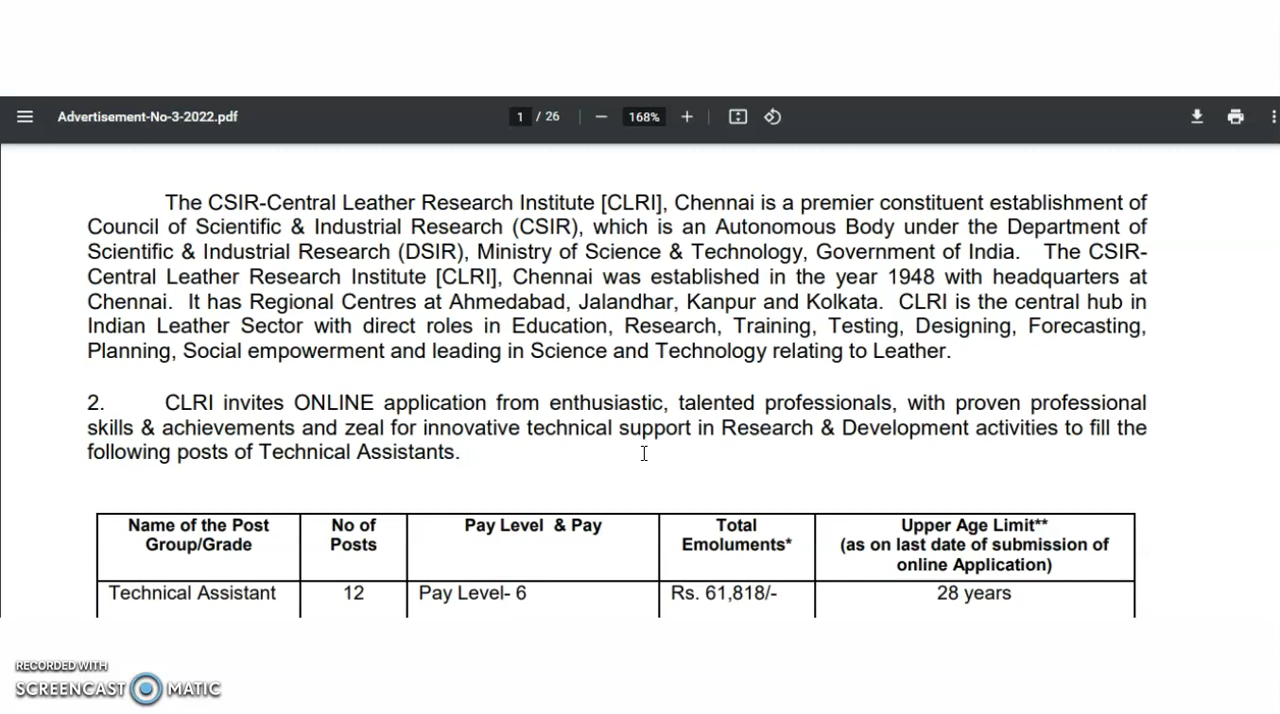 Advertisement-No-3-2022.pdf
1 / 26
168%
The CSIR-Central Leather Research Institute [CLRI], Chennai is a premier constituent establishment of
Council of Scientific & Industrial Research (CSIR), which is an Autonomous Body under the Department of
Scientific & Industrial Research (DSIR), Ministry of Science & Technology, Government of India. The CSIR-
Central Leather Research Institute [CLRI], Chennai was established in the year 1948 with headquarters at
Chennai. It has Regional Centres at Ahmedabad, Jalandhar, Kanpur and Kolkata. CLRI is the central hub in
Indian Leather Sector with direct roles in Education, Research, Training, Testing, Designing, Forecasting,
Planning, Social empowerment and leading in Science and Technology relating to Leather.
2. CLRI invites ONLINE application from enthusiastic, talented professionals, with proven professional
skills & achievements and zeal for innovative technical support in Research & Development activities to fill the
following posts of Technical Assistants.
Name of the Post
Group/Grade
No of
Posts
Pay Level & Pay
Total
Emoluments*
Upper Age Limit**
(as on last date of submission of
online Application)
Technical Assistant
12
Pay Level- 6
Rs. 61,818/-
28 years
RECORDED WITH
SCREENCAST MATIC